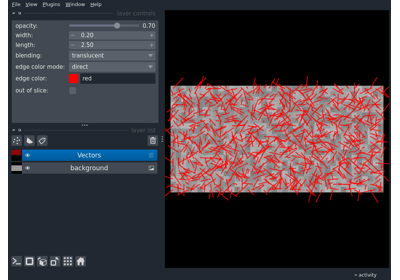 File View Plugins Window Help
layer controls
opacity: 0.70
width: 0.20
length: 2.50
blending: translucent
edge color mode: direct
edge color: red
out of slice:
layer list
Vectors
background
activity